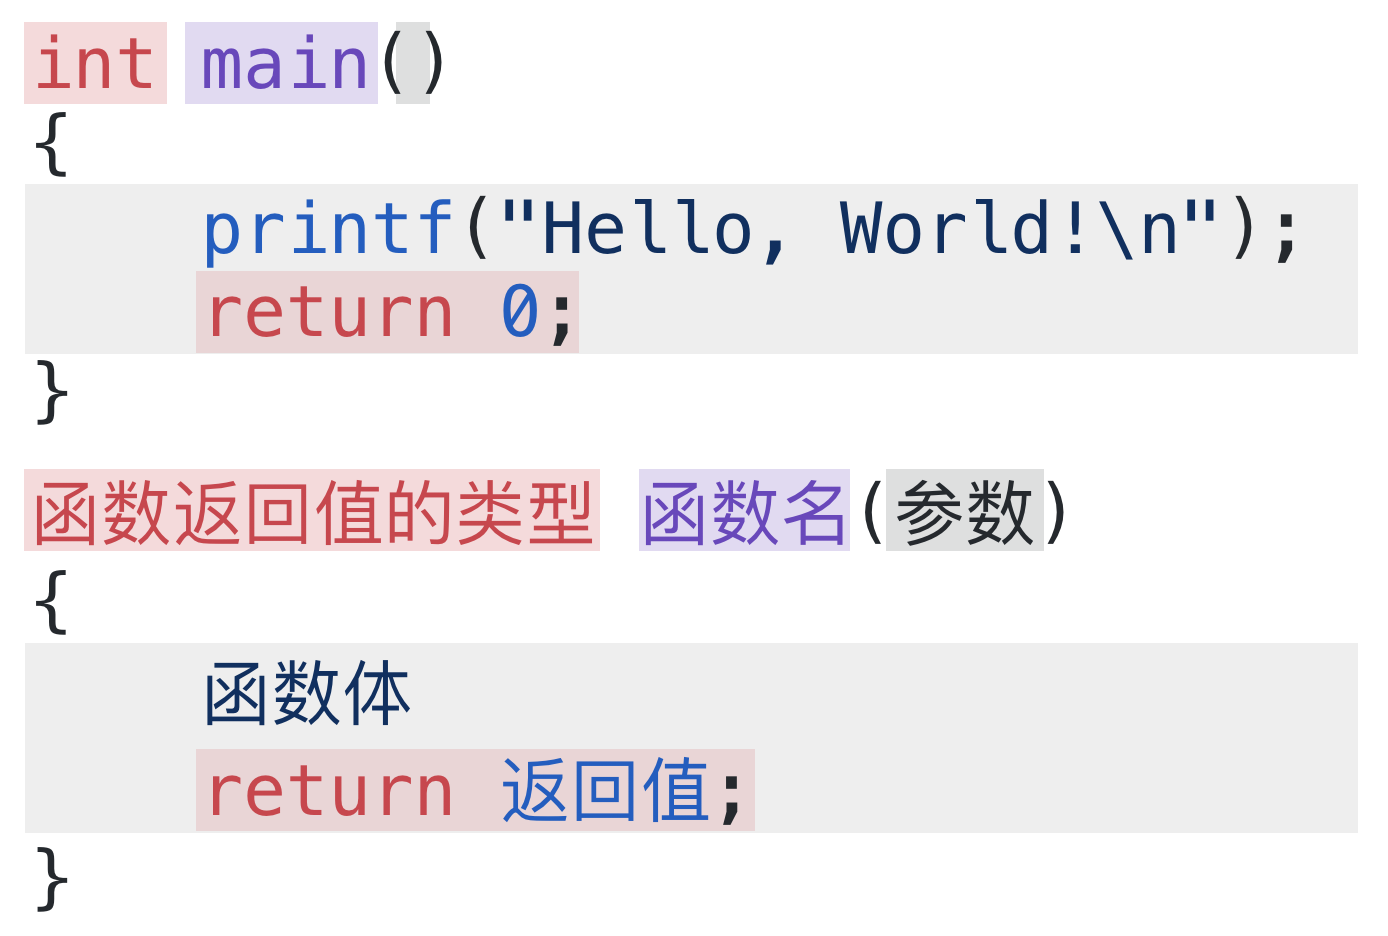 int main( )
{
    printf("Hello, World!\n");
    return 0;
}
函数返回值的类型 函数名(参数)
{
    函数体
    return 返回值;
}